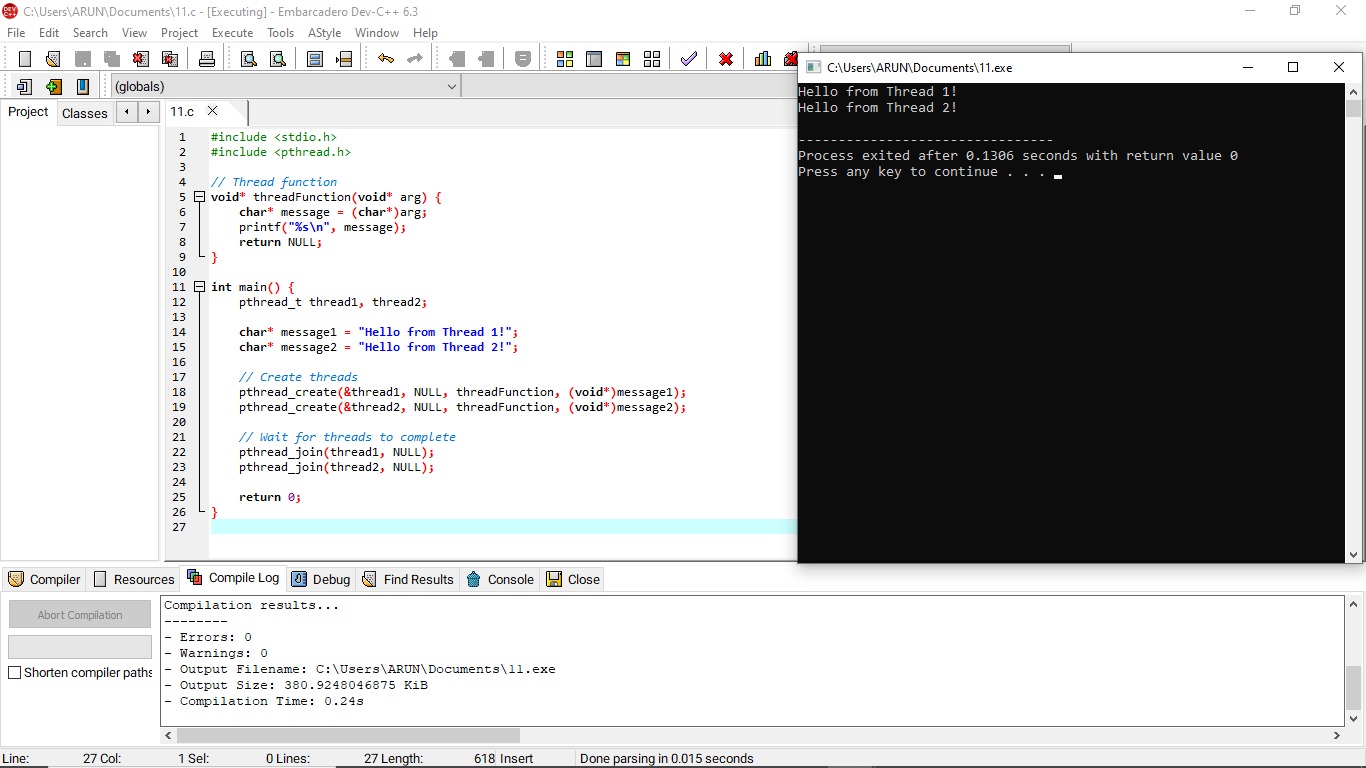 C:\Users\ARUN\Documents\11.c - [Executing] - Embarcadero Dev-C++ 6.3
File Edit Search View Project Execute Tools AStyle Window Help
(globals)
Project Classes
11.c
1 #include <stdio.h>
2 #include <pthread.h>
3
4 // Thread function
5 void* threadFunction(void* arg) {
6 char* message = (char*)arg;
7 printf("%s\n", message);
8 return NULL;
9 }
10
11 int main() {
12 pthread_t thread1, thread2;
13
14 char* message1 = "Hello from Thread 1!";
15 char* message2 = "Hello from Thread 2!";
16
17 // Create threads
18 pthread_create(&thread1, NULL, threadFunction, (void*)message1);
19 pthread_create(&thread2, NULL, threadFunction, (void*)message2);
20
21 // Wait for threads to complete
22 pthread_join(thread1, NULL);
23 pthread_join(thread2, NULL);
24
25 return 0;
26 }
27
C:\Users\ARUN\Documents\11.exe
Hello from Thread 1!
Hello from Thread 2!
--------------------------------
Process exited after 0.1306 seconds with return value 0
Press any key to continue . . .
Compiler Resources Compile Log Debug Find Results Console Close
Abort Compilation
Shorten compiler paths
Compilation results...
--------
- Errors: 0
- Warnings: 0
- Output Filename: C:\Users\ARUN\Documents\11.exe
- Output Size: 380.9248046875 KiB
- Compilation Time: 0.24s
Line: 27 Col: 1 Sel: 0 Lines: 27 Length: 618 Insert Done parsing in 0.015 seconds